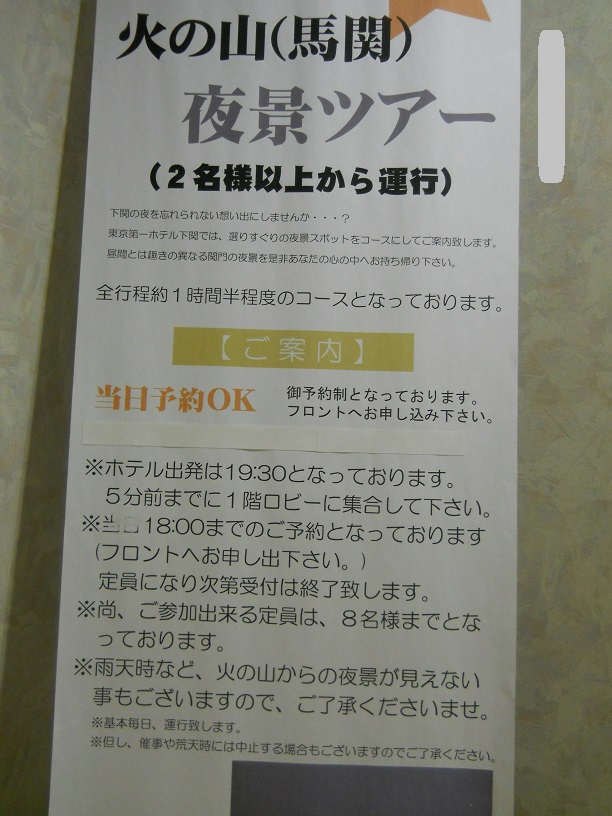 火の山(馬関)
夜景ツアー
(２名様以上から運行)
下関の夜を忘れられない想い出にしませんか・・・？
東京第一ホテル下関では、選りすぐりの夜景スポットをコースにしてご案内致します。
昼間とは趣きの異なる関門の夜景を是非あなたの心の中へお持ち帰り下さい。
全行程約１時間半程度のコースとなっております。
【ご案内】
当日予約OK
御予約制となっております。
フロントへお申し込み下さい。
※ホテル出発は19:30となっております。
５分前までに１階ロビーに集合して下さい。
※当 18:00までのご予約となっております
(フロントへお申し出下さい。)
定員になり次第受付は終了致します。
※尚、ご参加出来る定員は、８名様までとな
っております。
※雨天時など、火の山からの夜景が見えない
事もございますので、ご了承くださいませ。
※基本毎日、運行致します。
※但し、催事や荒天時には中止する場合もございますのでご了承ください。